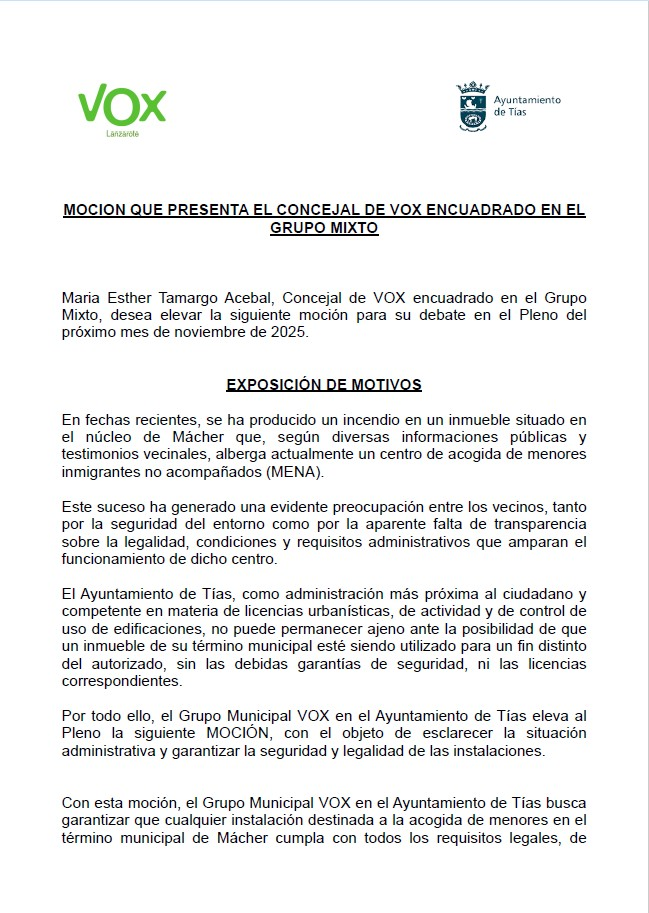 VOX
Lanzarote
Ayuntamiento
de Tías
MOCION QUE PRESENTA EL CONCEJAL DE VOX ENCUADRADO EN EL
GRUPO MIXTO
Maria Esther Tamargo Acebal, Concejal de VOX encuadrado en el Grupo
Mixto, desea elevar la siguiente moción para su debate en el Pleno del
próximo mes de noviembre de 2025.
EXPOSICIÓN DE MOTIVOS
En fechas recientes, se ha producido un incendio en un inmueble situado en
el núcleo de Mácher que, según diversas informaciones públicas y
testimonios vecinales, alberga actualmente un centro de acogida de menores
inmigrantes no acompañados (MENA).
Este suceso ha generado una evidente preocupación entre los vecinos, tanto
por la seguridad del entorno como por la aparente falta de transparencia
sobre la legalidad, condiciones y requisitos administrativos que amparan el
funcionamiento de dicho centro.
El Ayuntamiento de Tías, como administración más próxima al ciudadano y
competente en materia de licencias urbanísticas, de actividad y de control de
uso de edificaciones, no puede permanecer ajeno ante la posibilidad de que
un inmueble de su término municipal esté siendo utilizado para un fin distinto
del autorizado, sin las debidas garantías de seguridad, ni las licencias
correspondientes.
Por todo ello, el Grupo Municipal VOX en el Ayuntamiento de Tías eleva al
Pleno la siguiente MOCIÓN, con el objeto de esclarecer la situación
administrativa y garantizar la seguridad y legalidad de las instalaciones.
Con esta moción, el Grupo Municipal VOX en el Ayuntamiento de Tías busca
garantizar que cualquier instalación destinada a la acogida de menores en el
término municipal de Mácher cumpla con todos los requisitos legales, de